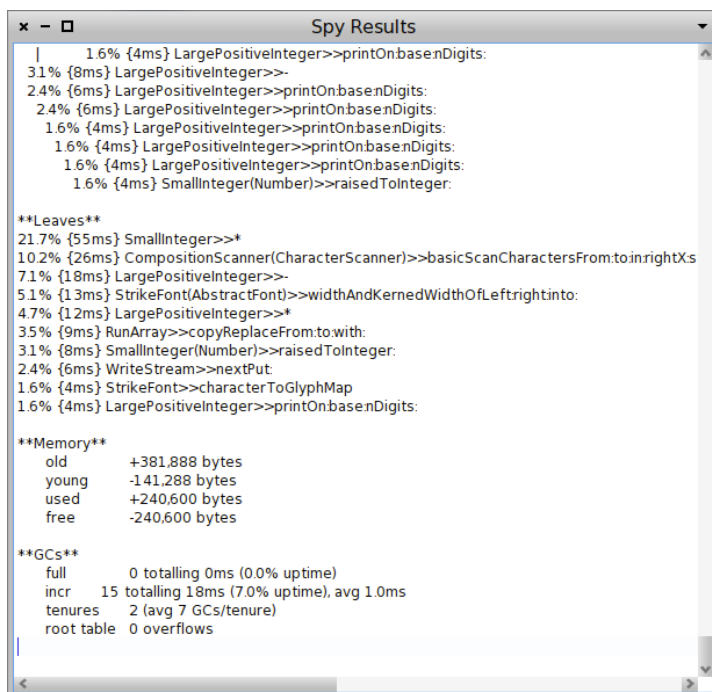 Spy Results
| 1.6% {4ms} LargePositiveInteger>>printOn:base:nDigits:
3.1% {8ms} LargePositiveInteger>>-
2.4% {6ms} LargePositiveInteger>>printOn:base:nDigits:
2.4% {6ms} LargePositiveInteger>>printOn:base:nDigits:
1.6% {4ms} LargePositiveInteger>>printOn:base:nDigits:
1.6% {4ms} LargePositiveInteger>>printOn:base:nDigits:
1.6% {4ms} LargePositiveInteger>>printOn:base:nDigits:
1.6% {4ms} SmallInteger(Number)>>raisedToInteger:
**Leaves**
21.7% {55ms} SmallInteger>>*
10.2% {26ms} CompositionScanner(CharacterScanner)>>basicScanCharactersFrom:to:in:rightX:s
7.1% {18ms} LargePositiveInteger>>-
5.1% {13ms} StrikeFont(AbstractFont)>>widthAndKernedWidthOfLeft:right:into:
4.7% {12ms} LargePositiveInteger>>*
3.5% {9ms} RunArray>>copyReplaceFrom:to:with:
3.1% {8ms} SmallInteger(Number)>>raisedToInteger:
2.4% {6ms} WriteStream>>nextPut:
1.6% {4ms} StrikeFont>>characterToGlyphMap
1.6% {4ms} LargePositiveInteger>>printOn:base:nDigits:
**Memory**
old +381,888 bytes
young -141,288 bytes
used +240,600 bytes
free -240,600 bytes
**GCs**
full 0 totalling 0ms (0.0% uptime)
incr 15 totalling 18ms (7.0% uptime), avg 1.0ms
tenures 2 (avg 7 GCs/tenure)
root table 0 overflows